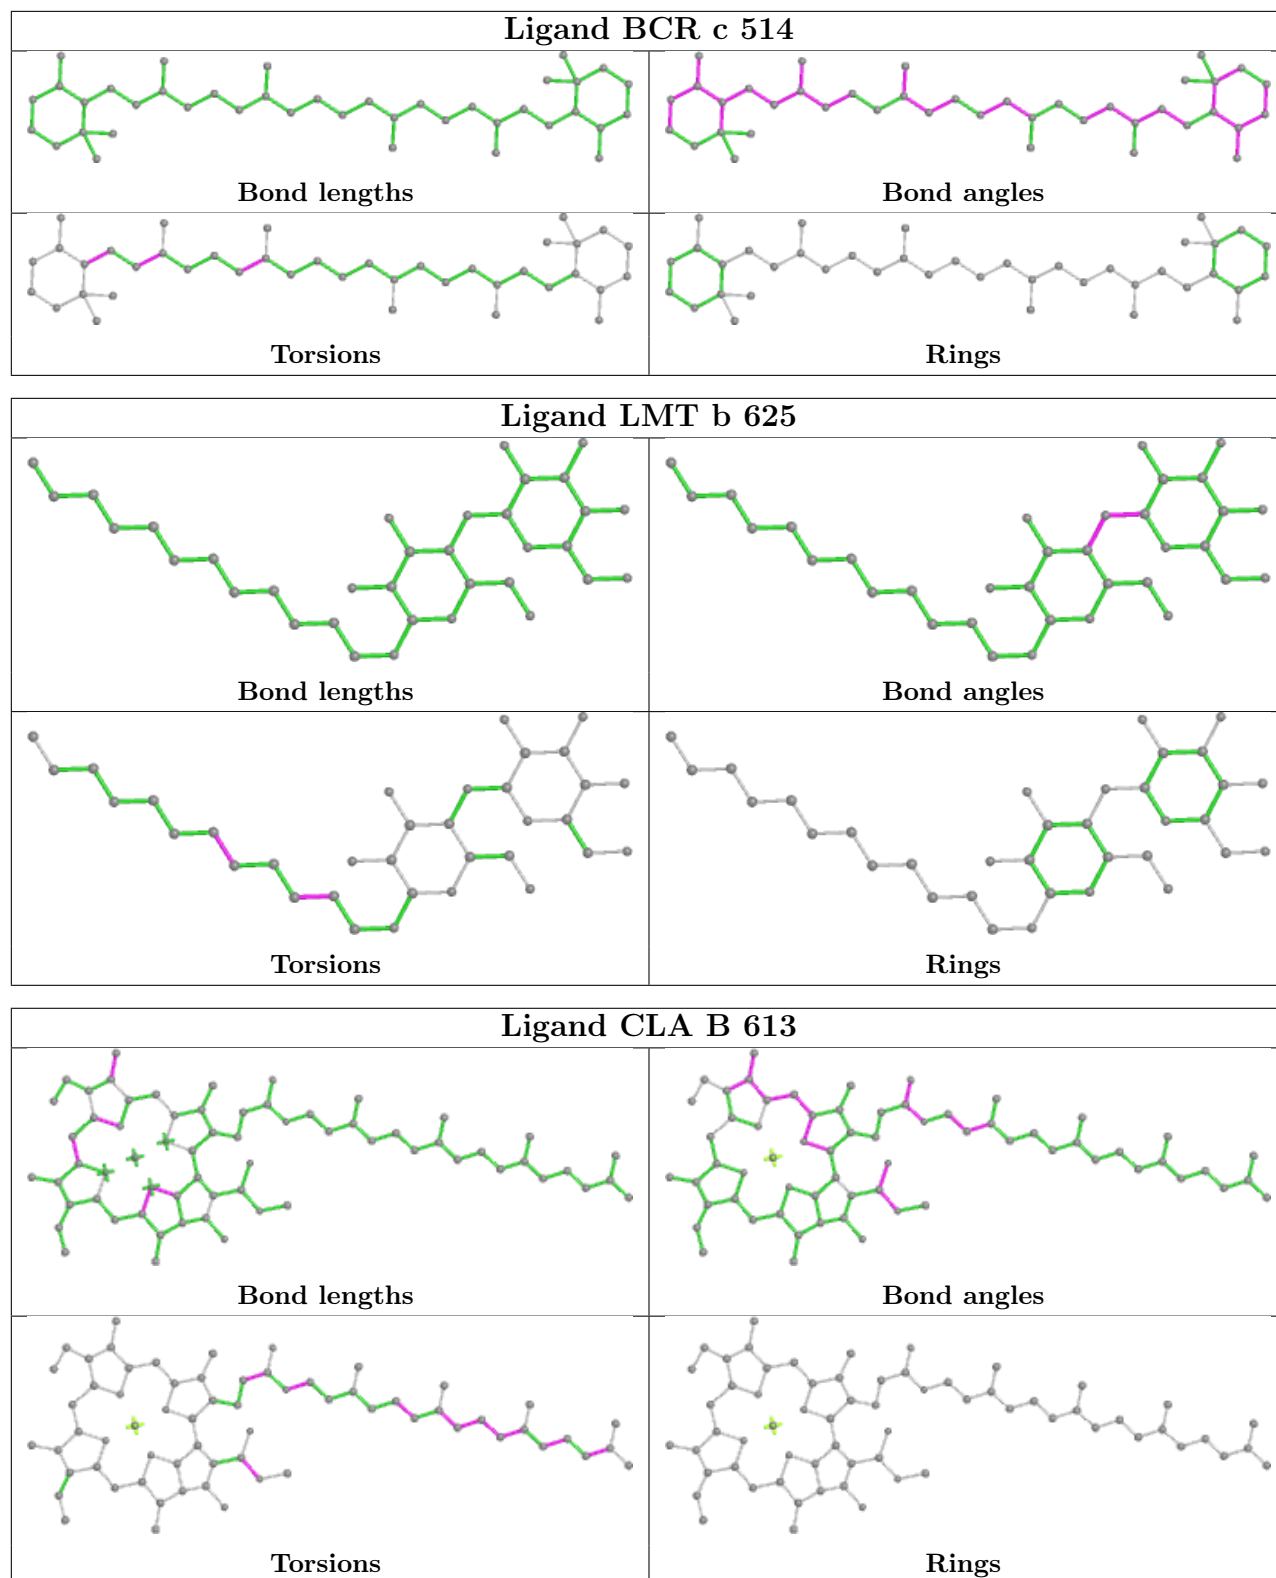 Ligand BCR c 514
Bond lengths
Bond angles
Torsions
Rings
Ligand LMT b 625
Bond lengths
Bond angles
Torsions
Rings
Ligand CLA B 613
Bond lengths
Bond angles
Torsions
Rings